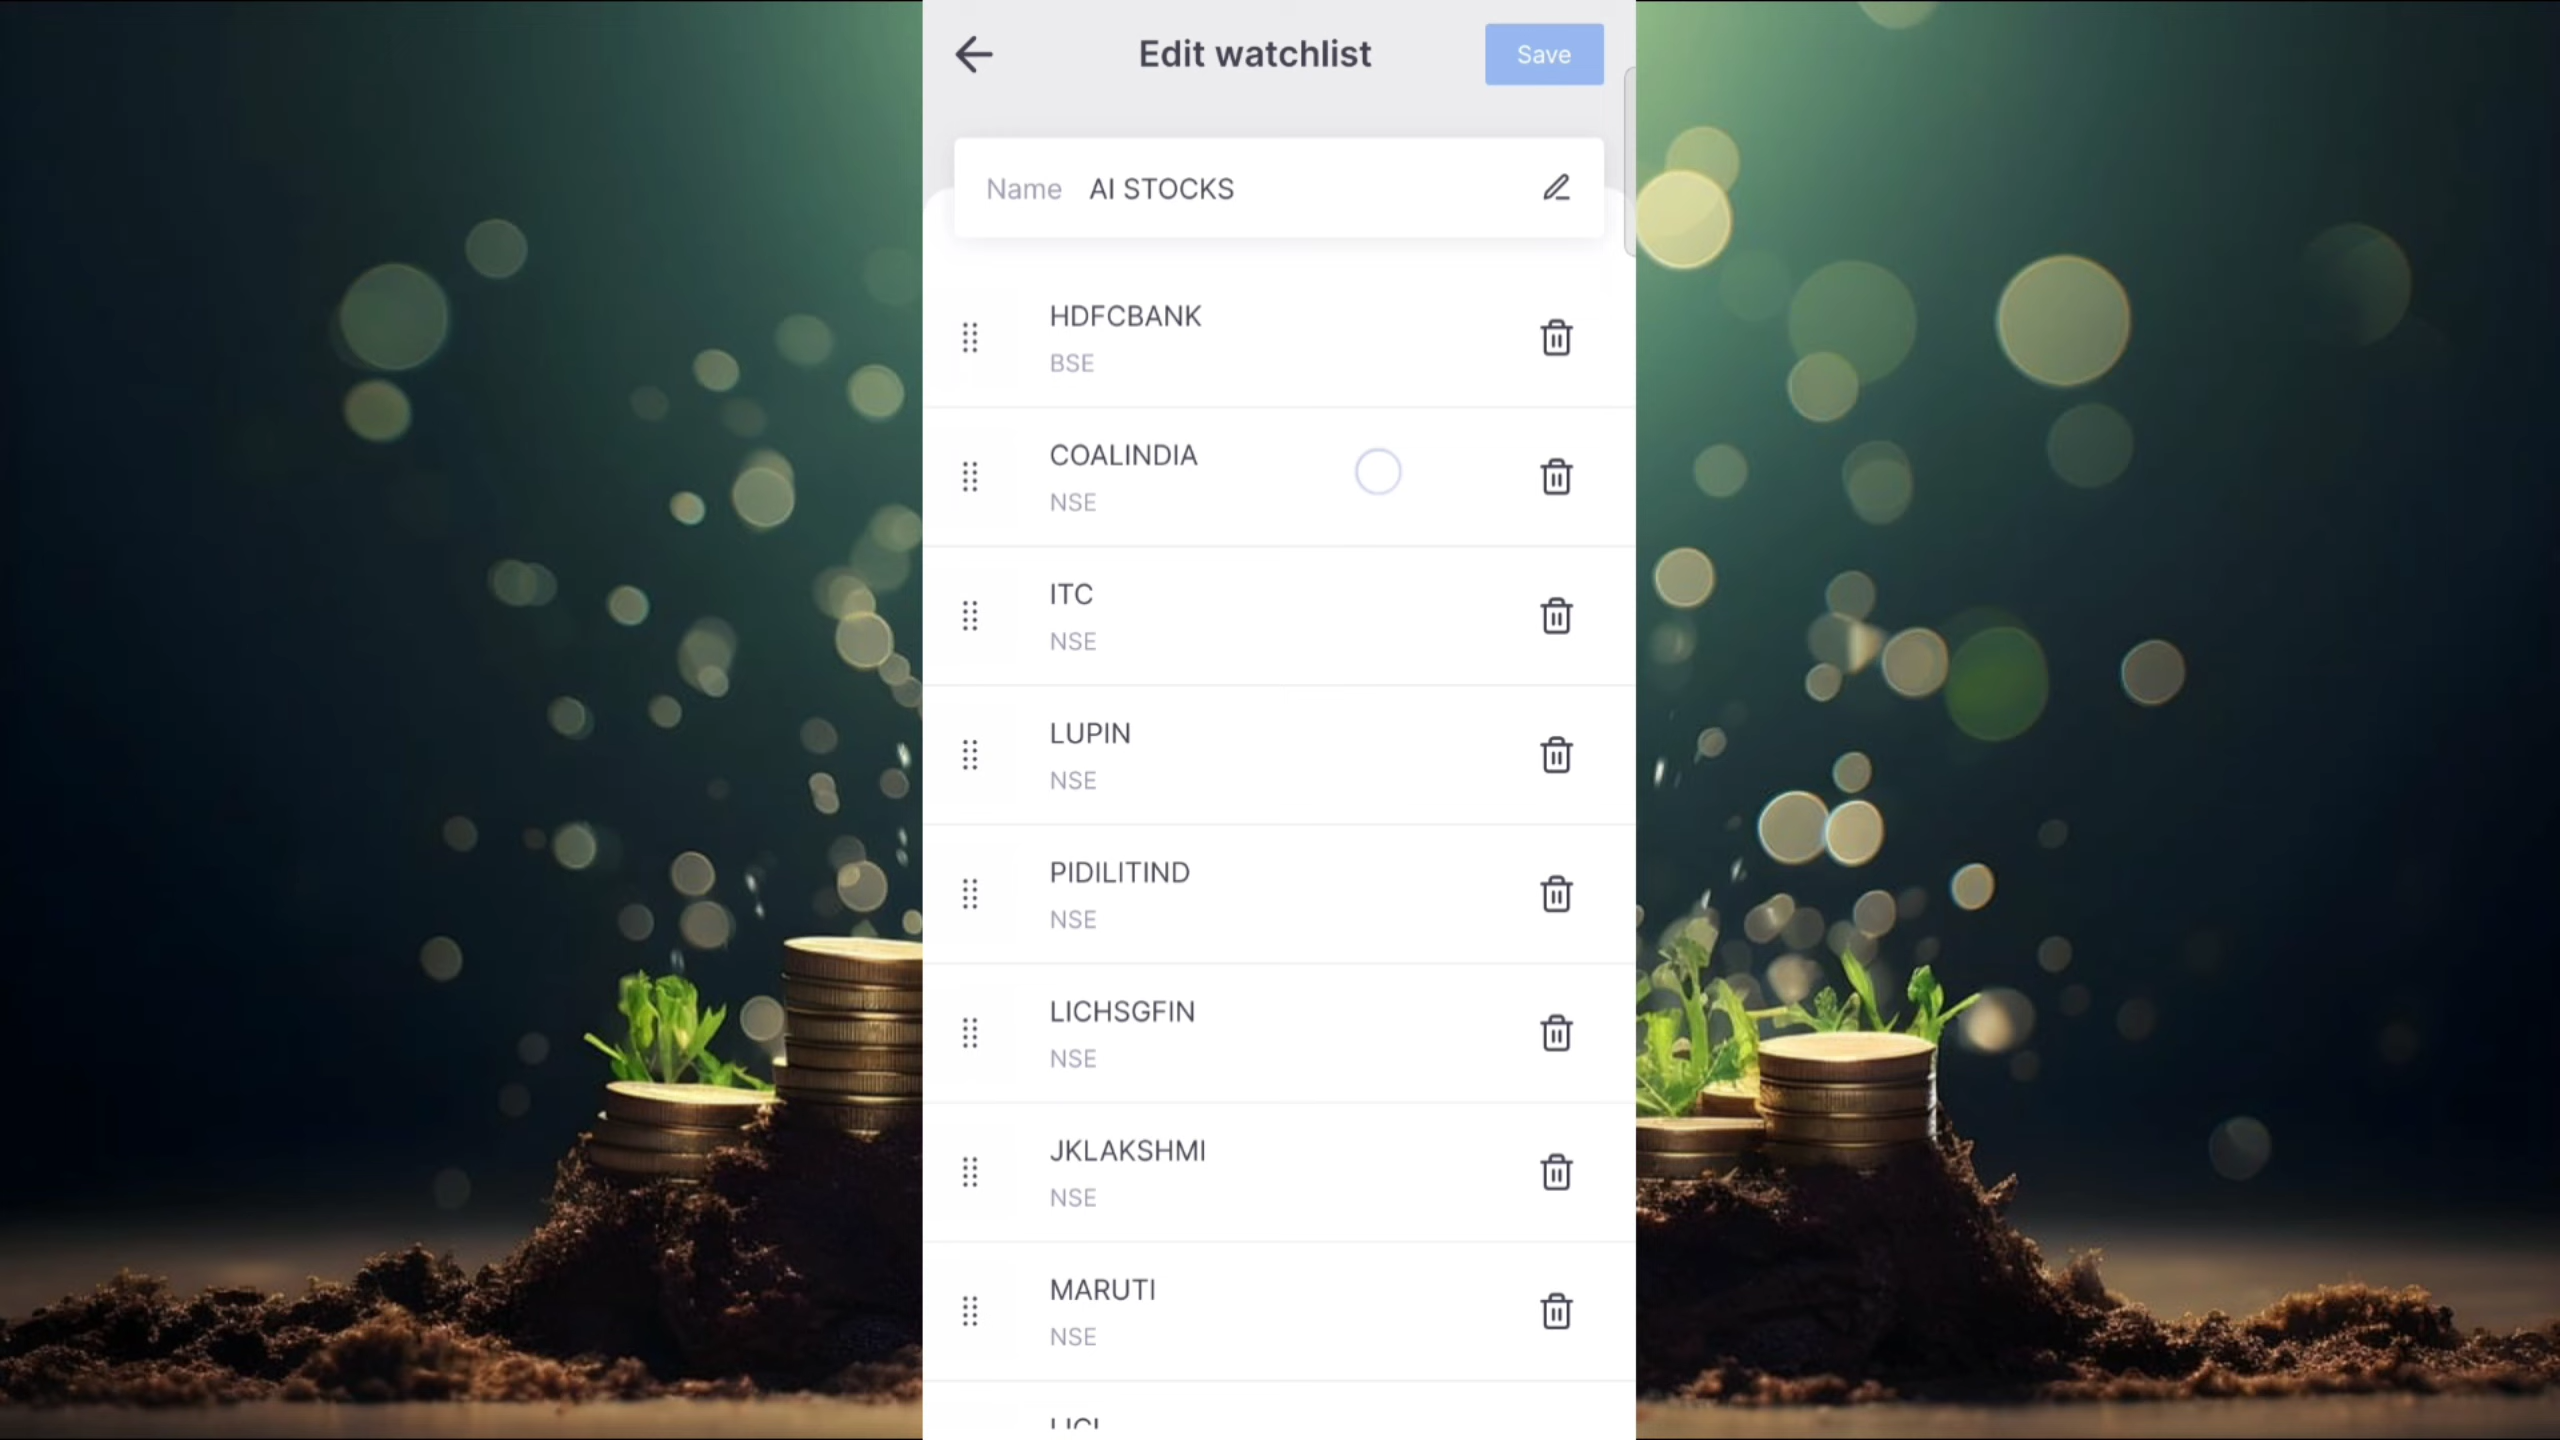 Edit watchlist
Save
Name AI STOCKS
HDFCBANK
BSE
COALINDIA
NSE
ITC
NSE
LUPIN
NSE
PIDILITIND
NSE
LICHSGFIN
NSE
JKLAKSHMI
NSE
MARUTI
NSE